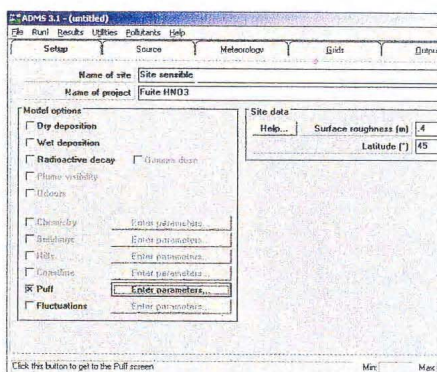 ADMS 3.1 - (untitled)
File Run! Results Utilities Pollutants Help
Setup Source Meteorology Grids Output
Name of site Site sensible
Name of project Fuite HNO3
Model options
Site data
Dry deposition
Help... Surface roughness (m) .4
Wet deposition
Latitude (°) 45
Radioactive decay Gamma dose
Plume visibility
Odours
Chemistry Enter parameters...
Buildings Enter parameters...
Hills Enter parameters...
Coastline Enter parameters...
Puff Enter parameters...
Fluctuations Enter parameters...
Click this button to get to the Puff screen Min: Max: